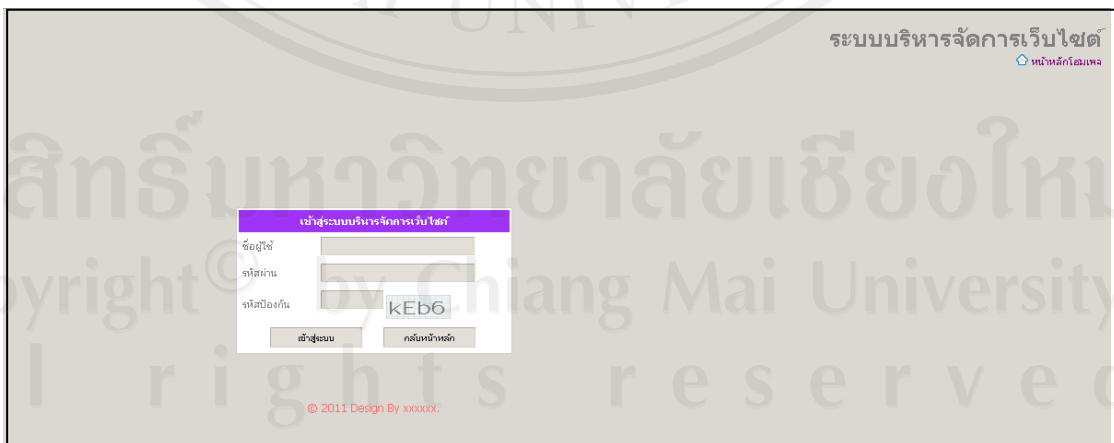 ระบบบริหารจัดการเว็บไซต์
หน้าหลักโฮมเพจ
สิทธิ์มหาวิทยาลัยเชียงใหม่
เข้าสู่ระบบบริหารจัดการเว็บไซต์
ชื่อผู้ใช้
รหัสผ่าน
by Chiang Mai University
รหัสป้องกัน
kEb6
เข้าสู่ระบบ กลับหน้าหลัก
rights reserve
© 2011 Design By xxxxxx.